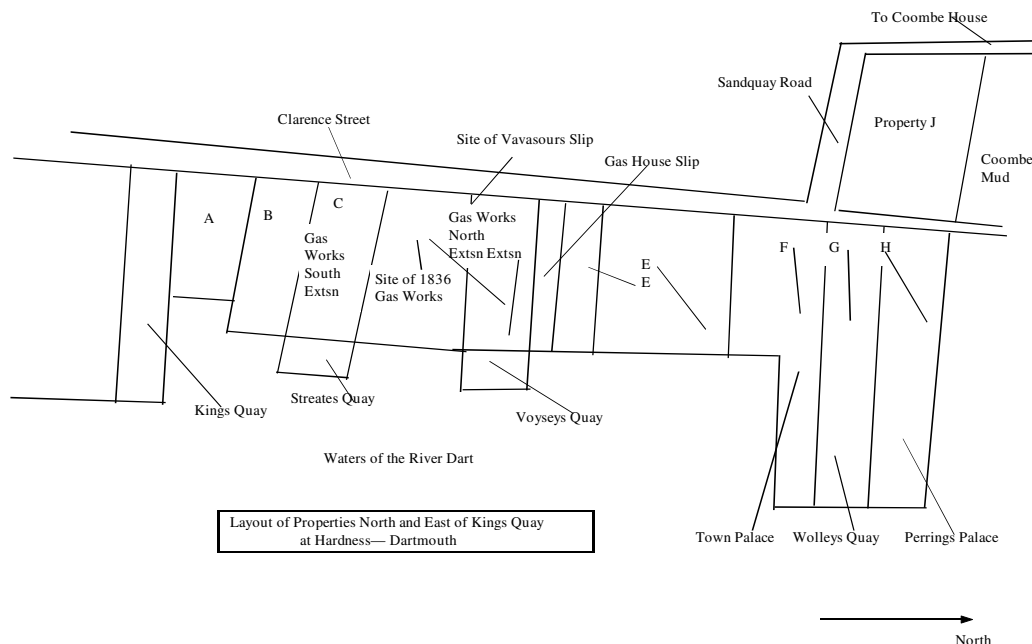 To Coombe House
Sandquay Road
Property J
Coombe
Mud
Clarence Street
Site of Vavasours Slip
Gas House Slip
A
B
C
Gas
Works
South
Extsn
Site of 1836
Gas Works
Gas Works
North
Extsn Extsn
E
E
F
G
H
Kings Quay
Streates Quay
Voyseys Quay
Waters of the River Dart
Layout of Properties North and East of Kings Quay
at Hardness— Dartmouth
Town Palace
Wolleys Quay
Perrings Palace
North